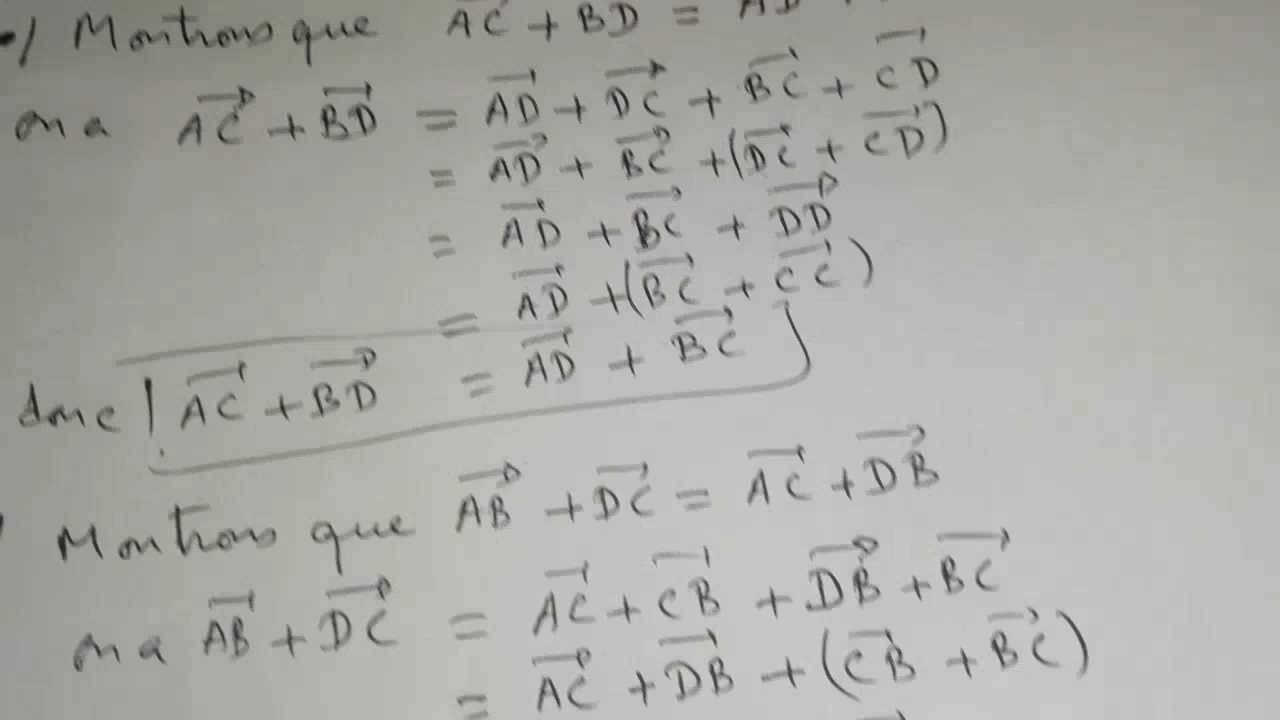 •/ Montrons que AC + BD = AD
on a AC + BD = AD + DC + BC + CD
= AD + BC + (DC + CD)
= AD + BC + DD
= AD + (BC + CC)
donc AC + BD = AD + BC
Montrons que AB + DC = AC + DB
on a AB + DC = AC + CB + DB + BC
= AC + DB + (CB + BC)